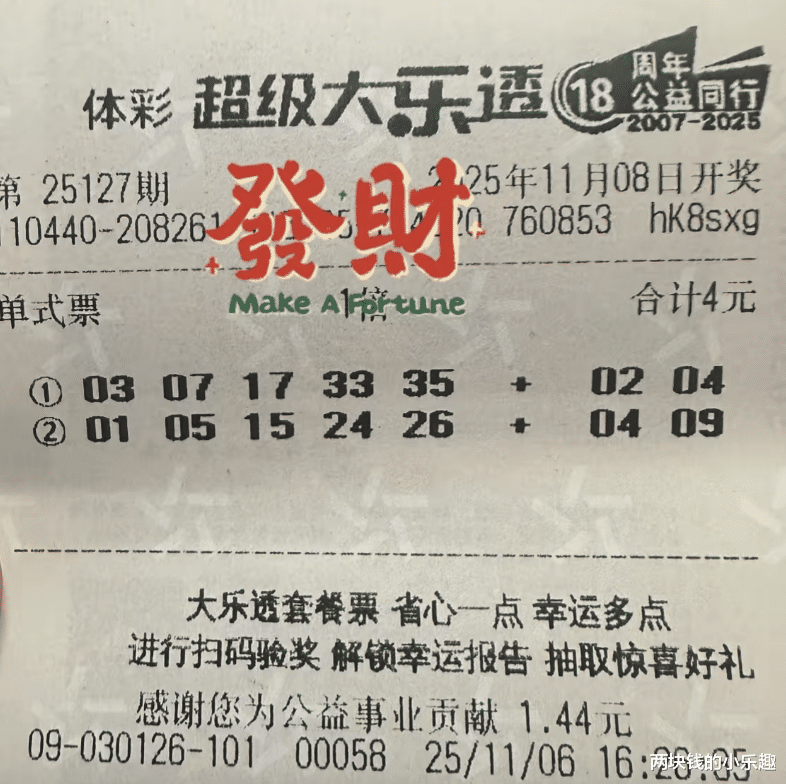 体彩 超级大乐透 18 周年 公益同行 2007-2025
第 25127期 25年11月08日开奖
110440-208261 760853 hK8sxg
發財
Make A Fortune
单式票 1倍 合计4元
① 03 07 17 33 35 + 02 04
② 01 05 15 24 26 + 04 09
大乐透套餐票 省心一点 幸运多点
进行扫码验奖 解锁幸运报告 抽取惊喜好礼
感谢您为公益事业贡献 1.44元
09-030126-101 00058 25/11/06
两块钱的小乐趣